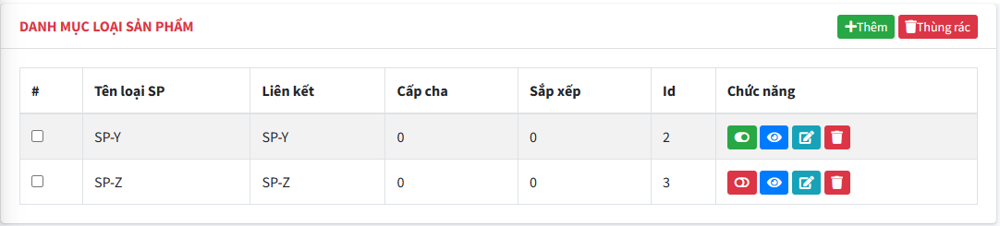 DANH MỤC LOẠI SẢN PHẨM
Thêm Thùng rác
# Tên loại SP Liên kết Cấp cha Sắp xếp Id Chức năng
SP-Y SP-Y 0 0 2
SP-Z SP-Z 0 0 3